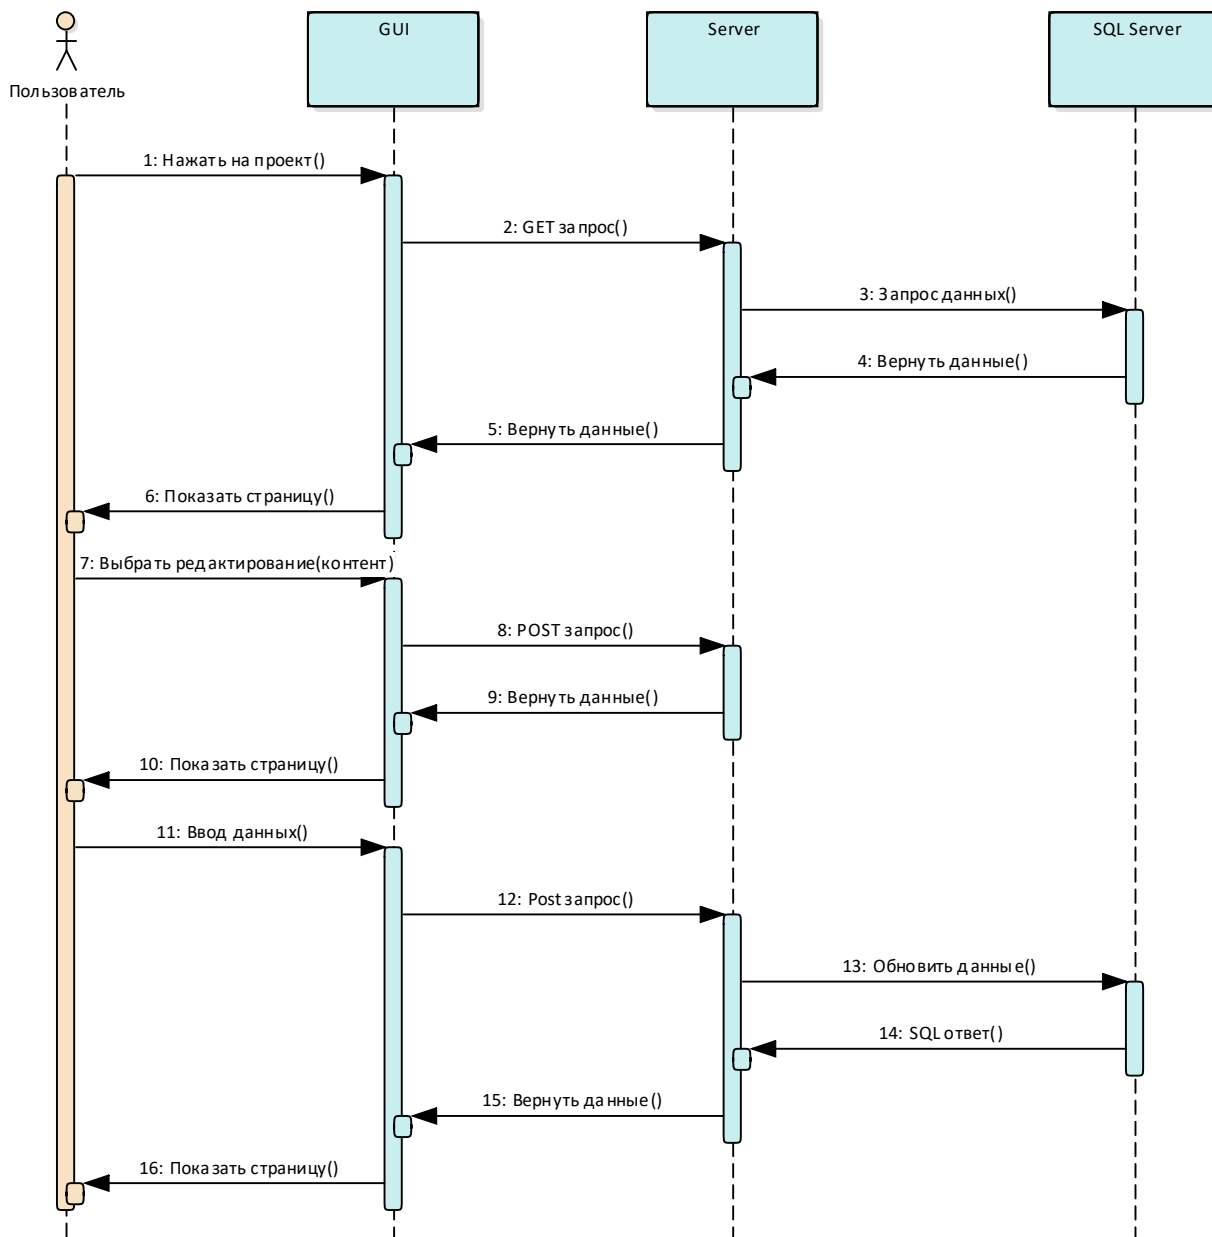 GUI
Server
SQL Server
Пользователь
1: Нажать на проект()
2: GET запрос()
3: Запрос данных()
4: Вернуть данные()
5: Вернуть данные()
6: Показать страницу()
7: Выбрать редактирование(контент)
8: POST запрос()
9: Вернуть данные()
10: Показать страницу()
11: Ввод данных()
12: Post запрос()
13: Обновить данные()
14: SQL ответ()
15: Вернуть данные()
16: Показать страницу()